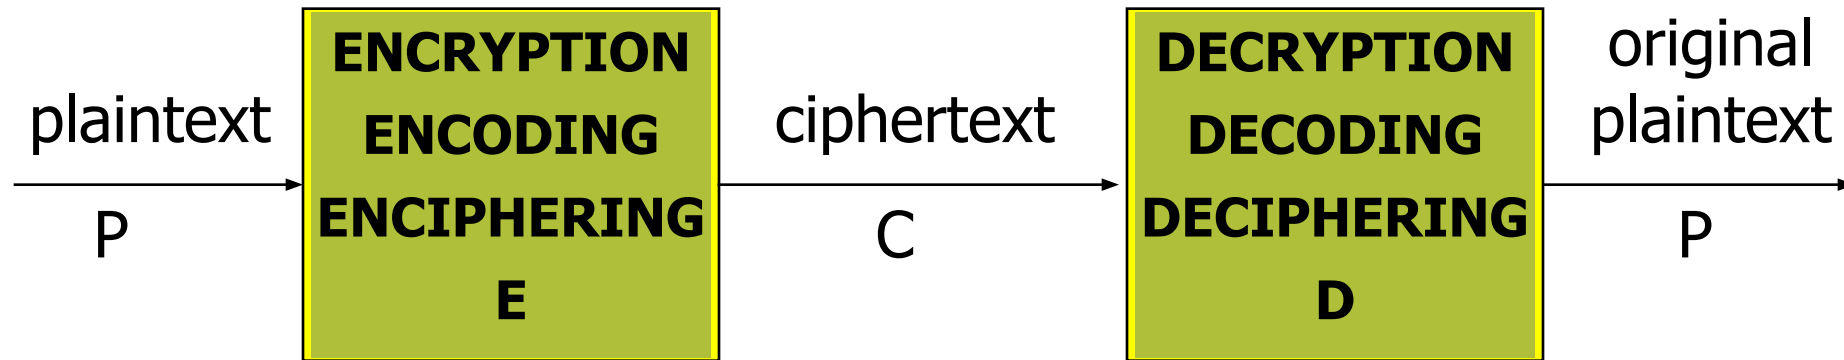 plaintext
P
ENCRYPTION
ENCODING
ENCIPHERING
E
ciphertext
C
DECRYPTION
DECODING
DECIPHERING
D
original
plaintext
P